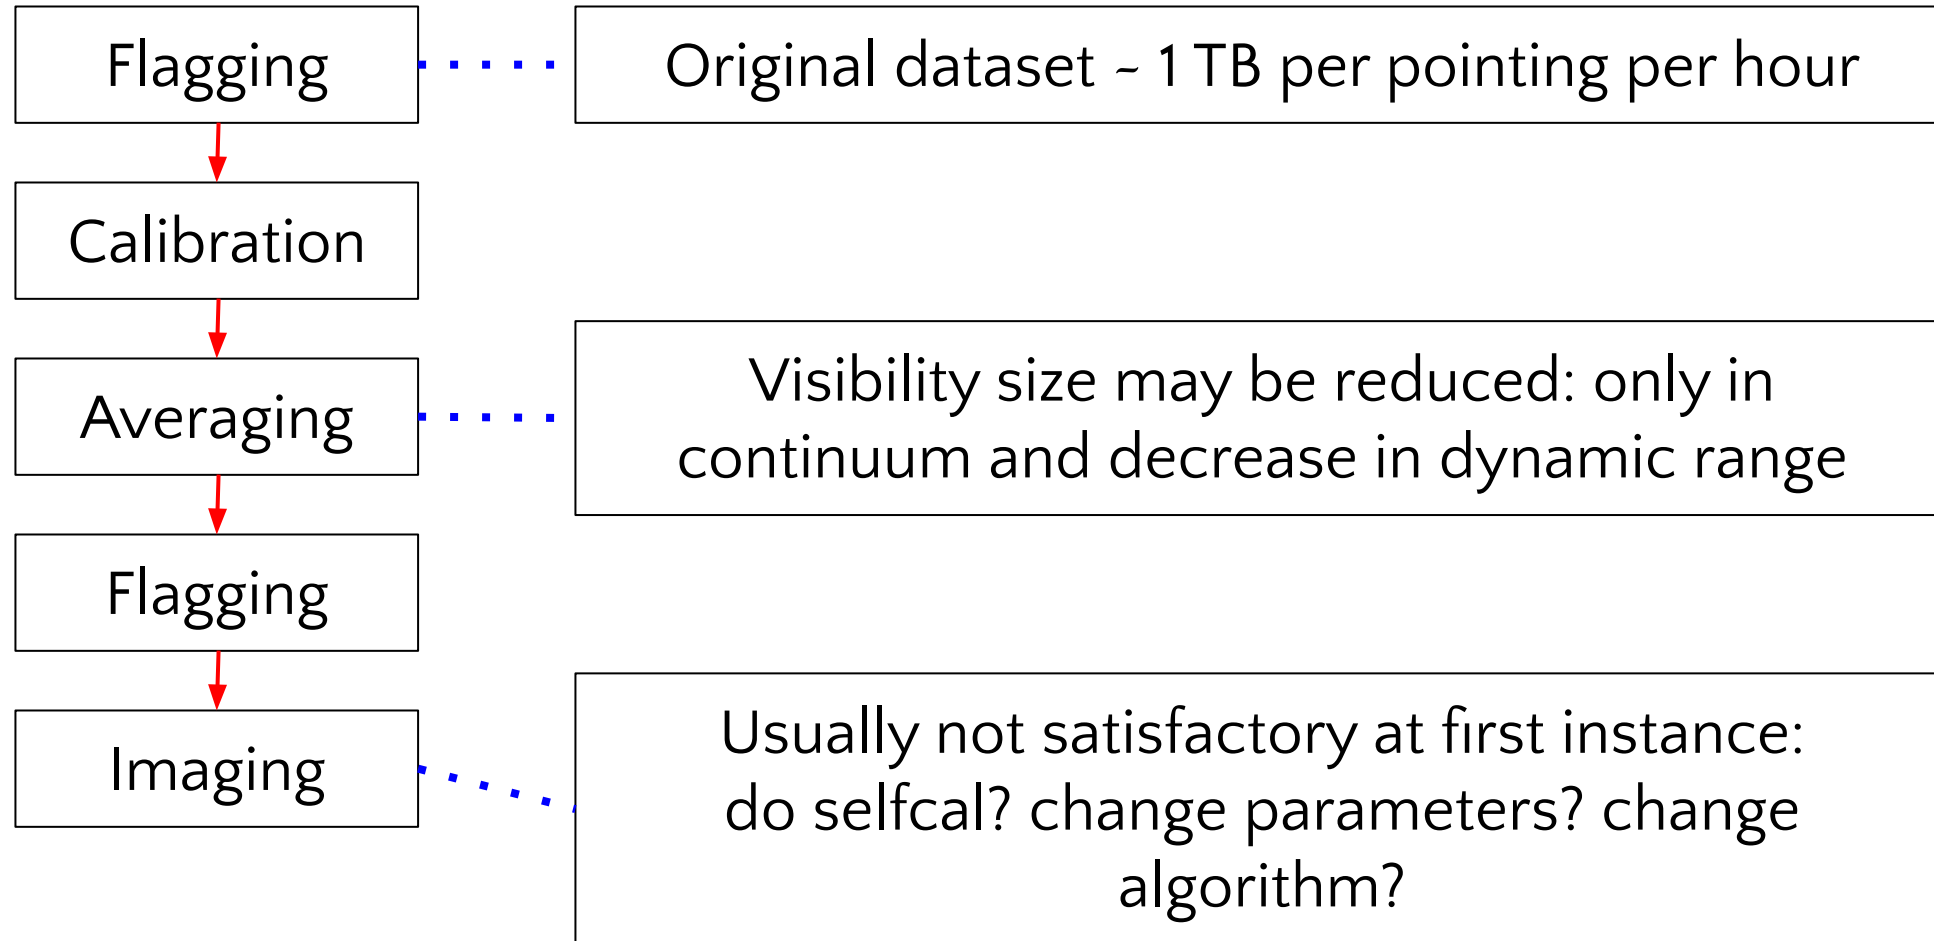 Flagging
Original dataset ~ 1 TB per pointing per hour
Calibration
Averaging
Visibility size may be reduced: only in
continuum and decrease in dynamic range
Flagging
Imaging
Usually not satisfactory at first instance:
do selfcal? change parameters? change
algorithm?